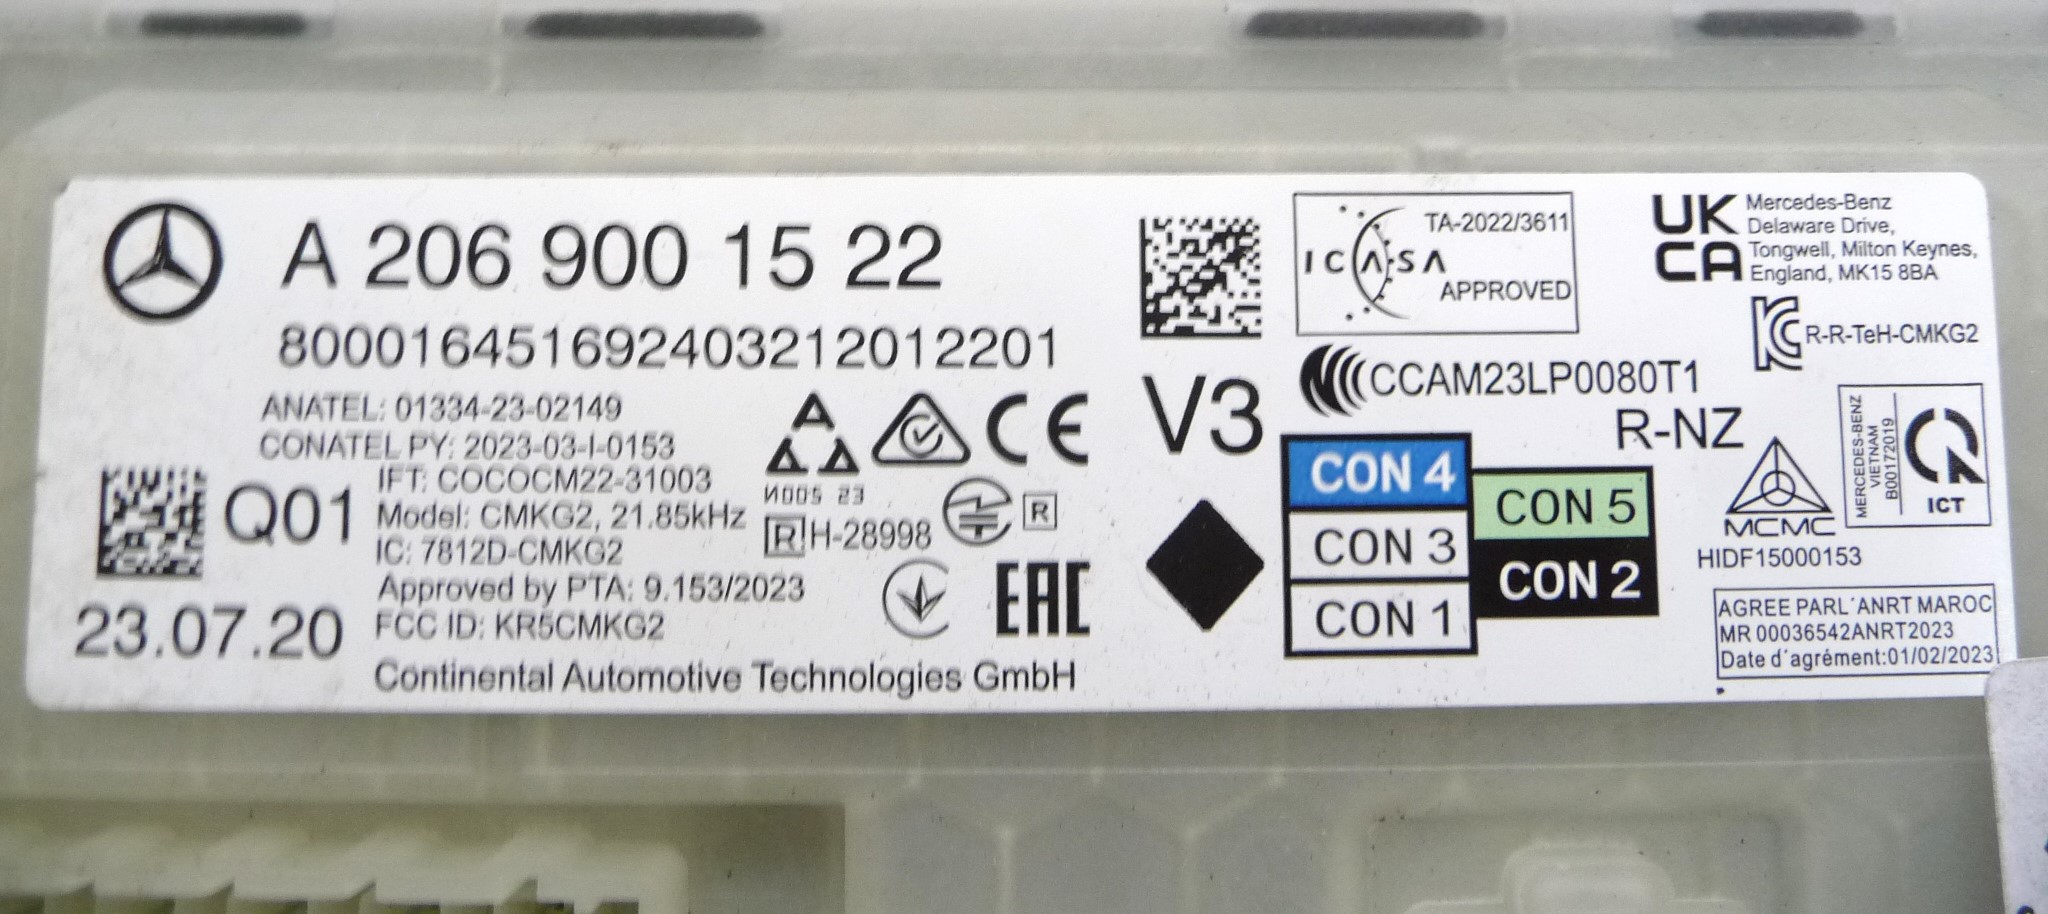 A 206 900 15 22
80001645169240321201 2201
ANATEL: 01334-23-02149
CONATEL PY: 2023-03-I-0153
IFT: COCOCM22-31003
Q01
Model: CMKG2, 21.85kHz
IC: 7812D-CMKG2
Approved by PTA: 9.153/2023
23.07.20
FCC ID: KR5CMKG2
Continental Automotive Technologies GmbH
CE
И005 23
R H-28998
R
EAC
V3
TA-2022/3611
ICASA
APPROVED
CCAM23LP0080T1
R-NZ
CON 4
CON 5
CON 3
CON 2
CON 1
UK
CA
Mercedes-Benz
Delaware Drive,
Tongwell, Milton Keynes,
England, MK15 8BA
R-R-TeH-CMKG2
MERCEDES-BENZ
VIETNAM
B00172019
ICT
MCMC
HIDF15000153
AGREE PARL´ANRT MAROC
MR 00036542ANRT2023
Date d´agrément:01/02/2023